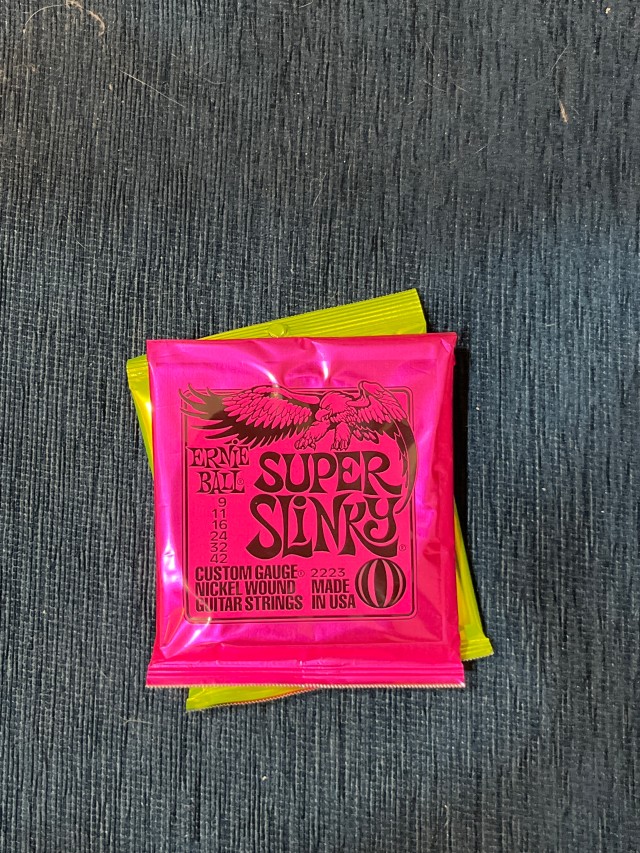 ERNiE
BALL®
SUPER
SLiNKY®
9
11
16
24
32
42
CUSTOM GAUGE® 2223
NICKEL WOUND
GUITAR STRINGS
MADE
IN USA